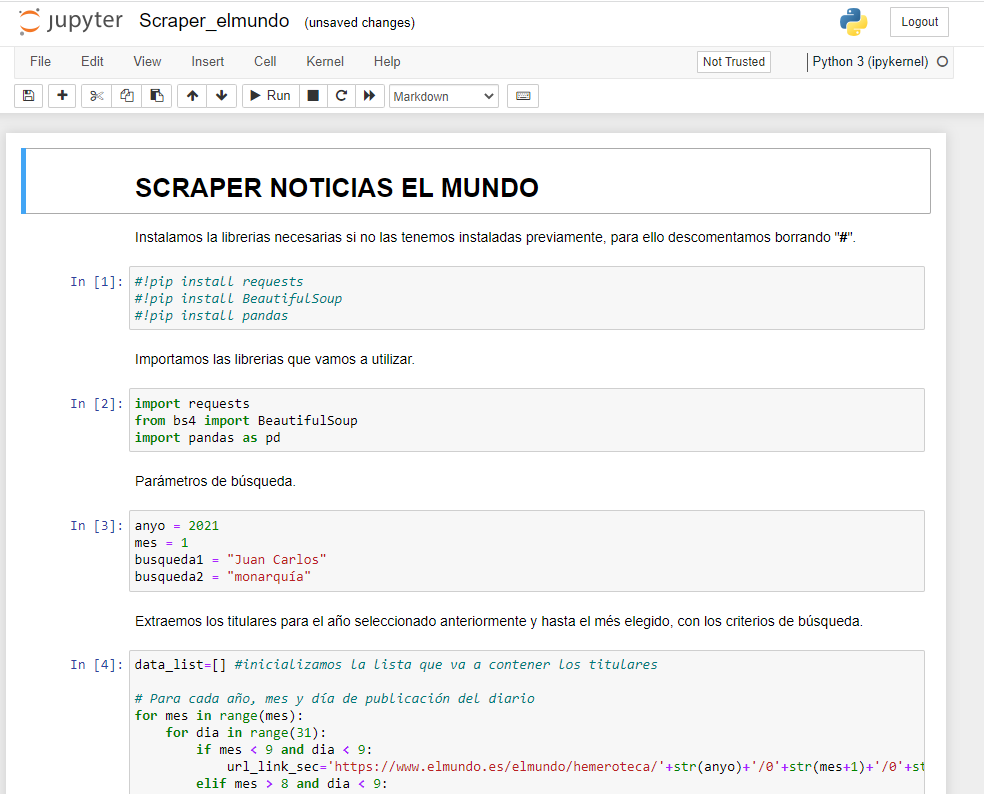 jupyter Scraper_elmundo (unsaved changes) Logout
File Edit View Insert Cell Kernel Help Not Trusted Python 3 (ipykernel)
Run Markdown
SCRAPER NOTICIAS EL MUNDO
Instalamos la librerias necesarias si no las tenemos instaladas previamente, para ello descomentamos borrando "#".
In [1]: #!pip install requests
#!pip install BeautifulSoup
#!pip install pandas
Importamos las librerias que vamos a utilizar.
In [2]: import requests
from bs4 import BeautifulSoup
import pandas as pd
Parámetros de búsqueda.
In [3]: anyo = 2021
mes = 1
busqueda1 = "Juan Carlos"
busqueda2 = "monarquía"
Extraemos los titulares para el año seleccionado anteriormente y hasta el més elegido, con los criterios de búsqueda.
In [4]: data_list=[] #inicializamos la lista que va a contener los titulares
# Para cada año, mes y día de publicación del diario
for mes in range(mes):
for dia in range(31):
if mes < 9 and dia < 9:
url_link_sec='https://www.elmundo.es/elmundo/hemeroteca/'+str(anyo)+'/0'+str(mes+1)+'/0'+st
elif mes > 8 and dia < 9: